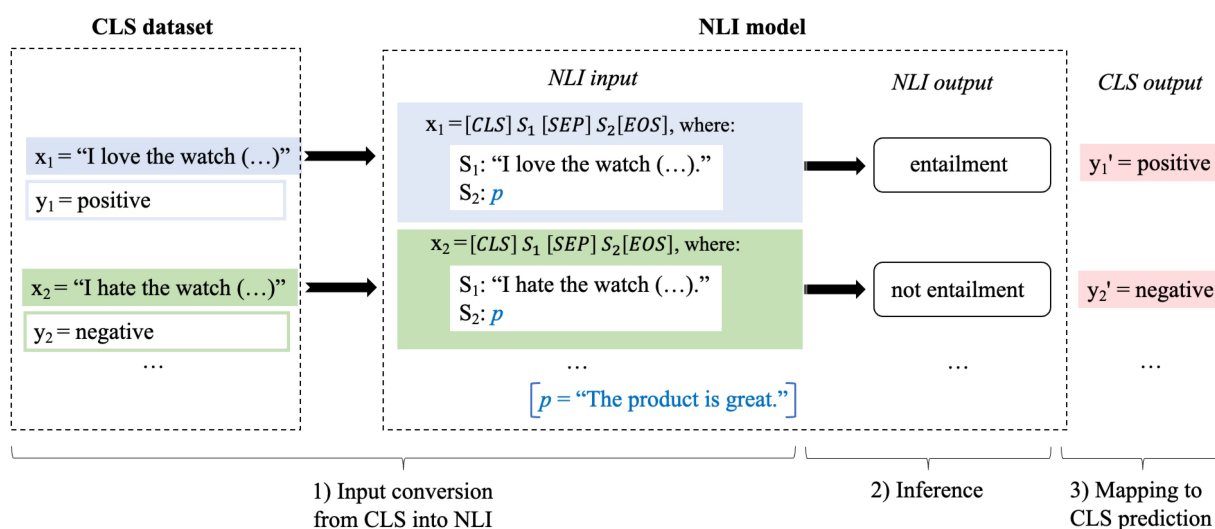 CLS dataset
NLI model
NLI input
NLI output
CLS output
x₁ = “I love the watch (…)”
y₁ = positive
x₁ =[CLS] S₁ [SEP] S₂[EOS], where:
S₁: “I love the watch (…).”
S₂: p
entailment
y₁' = positive
x₂ = “I hate the watch (…)”
y₂ = negative
…
x₂ =[CLS] S₁ [SEP] S₂[EOS], where:
S₁: “I hate the watch (…).”
S₂: p
not entailment
y₂' = negative
…
…
…
[p = “The product is great.”]
1) Input conversion
from CLS into NLI
2) Inference
3) Mapping to
CLS prediction